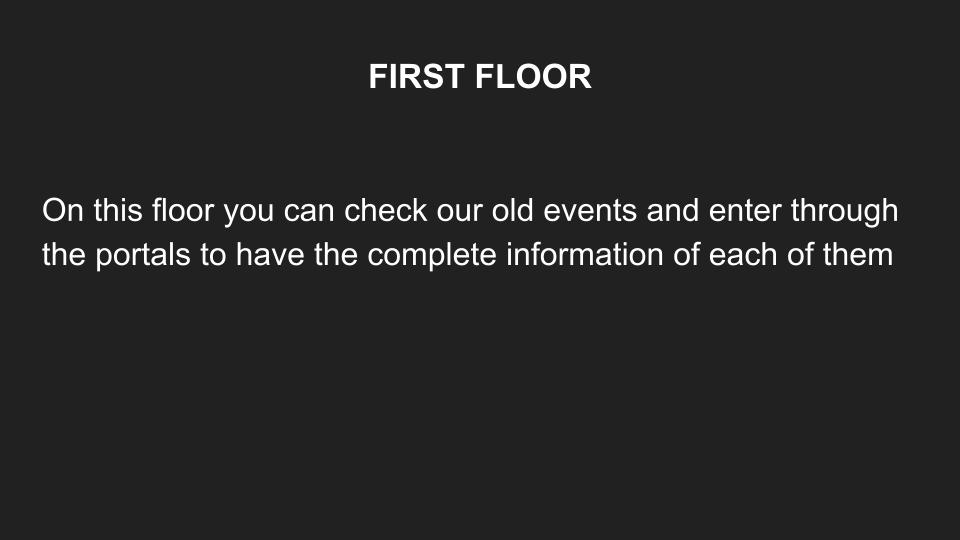 FIRST FLOOR
On this floor you can check our old events and enter through
the portals to have the complete information of each of them